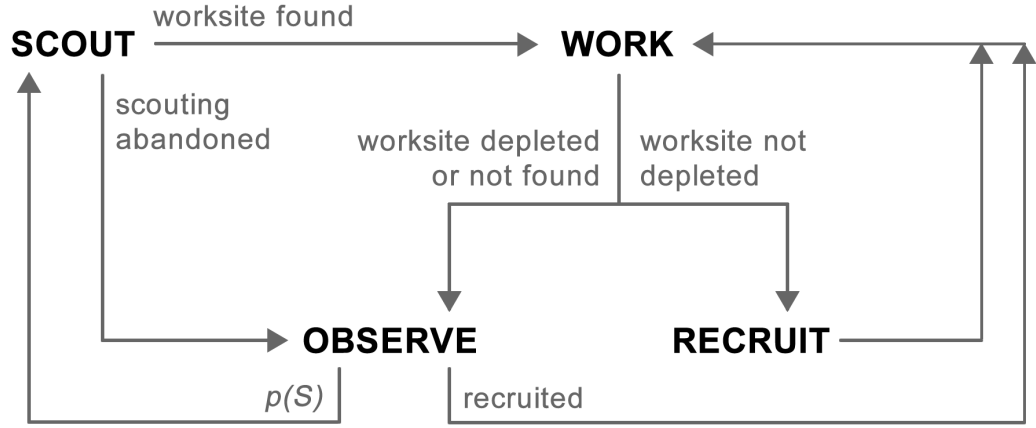 worksite found
SCOUT
WORK
scouting
abandoned
worksite depleted
or not found
worksite not
depleted
OBSERVE
RECRUIT
p(S)
recruited